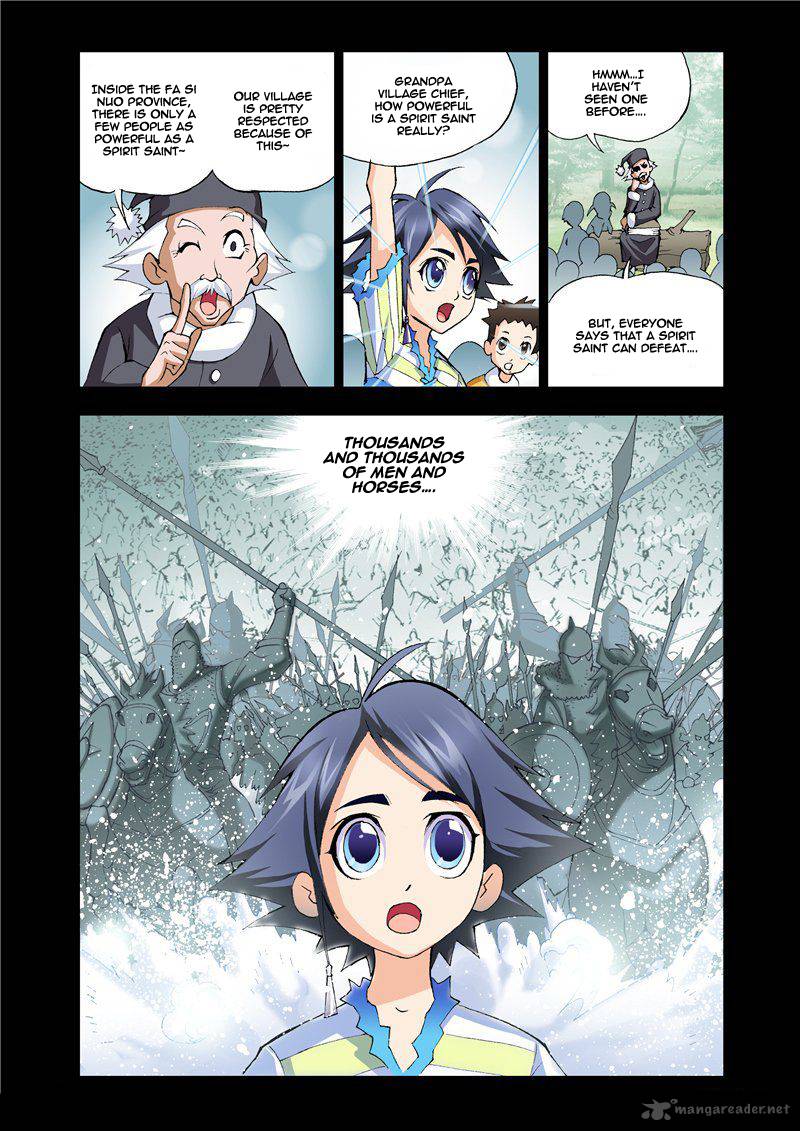 INSIDE THE FA SI
NUO PROVINCE,
THERE IS ONLY A
FEW PEOPLE AS
POWERFUL AS A
SPIRIT SAINT~
OUR VILLAGE
IS PRETTY
RESPECTED
BECAUSE OF
THIS~
GRANDPA
VILLAGE CHIEF,
HOW POWERFUL
IS A SPIRIT SAINT
REALLY?
HMMM...I
HAVEN'T
SEEN ONE
BEFORE....
BUT, EVERYONE
SAYS THAT A SPIRIT
SAINT CAN DEFEAT....
THOUSANDS
AND THOUSANDS
OF MEN AND
HORSES....
mangareader.net